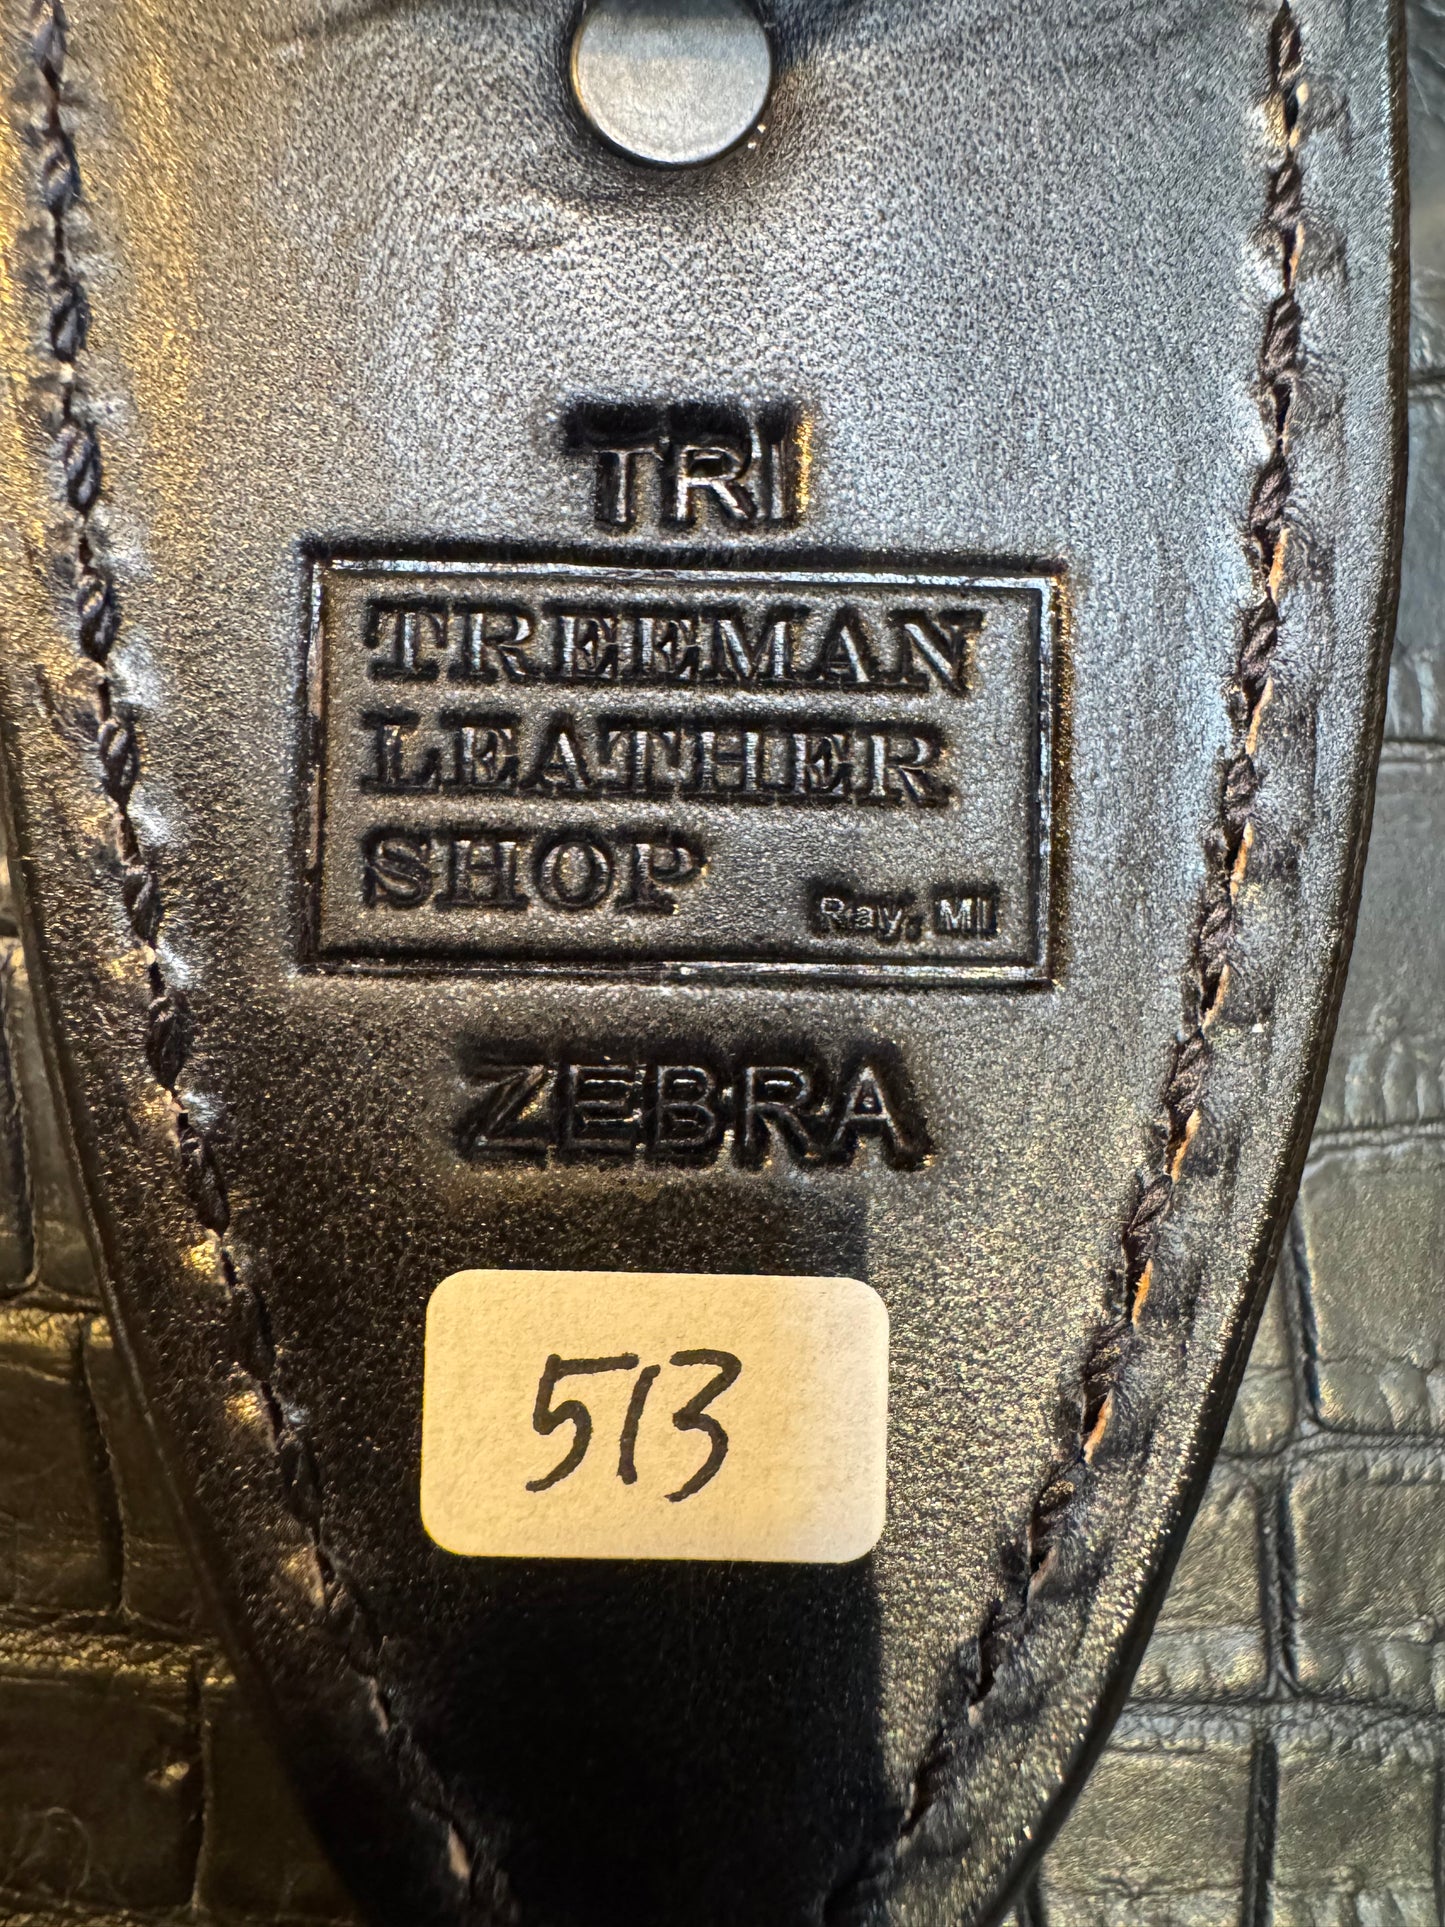 TRI
TREEMAN
LEATHER
SHOP Ray, MI
ZEBRA
513